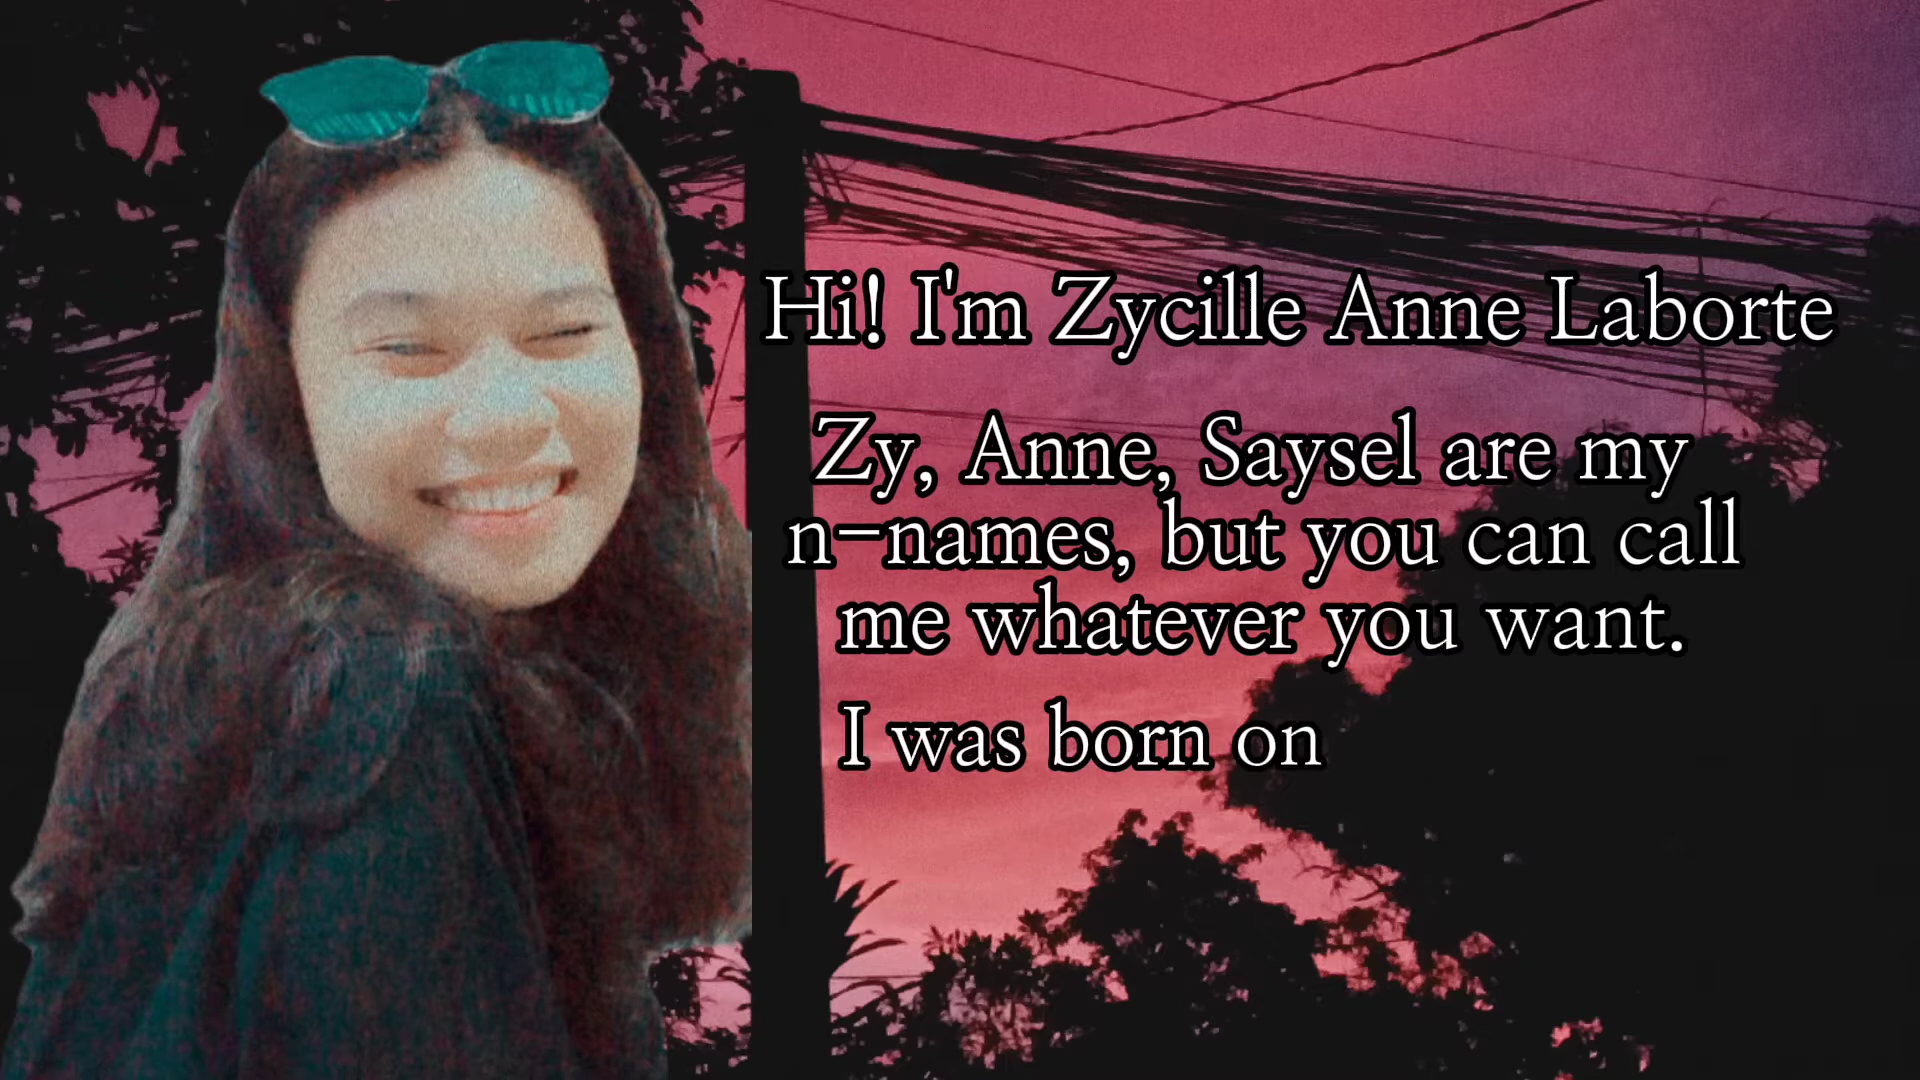 Hi! I'm Zycille Anne Laborte
Zy, Anne, Saysel are my
n-names, but you can call
me whatever you want.
I was born on